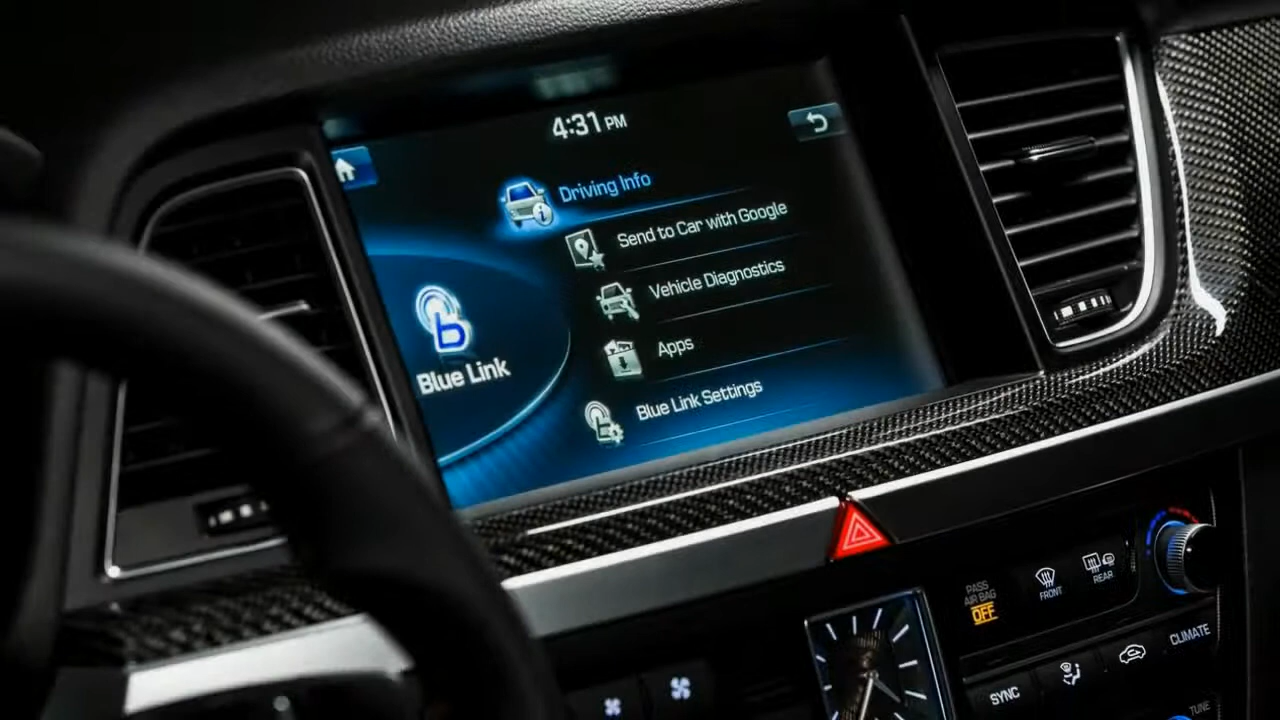 4:31 PM
Driving Info
Send to Car with Google
Vehicle Diagnostics
Apps
Blue Link Settings
Blue Link
PASS
AIR BAG
OFF
FRONT
REAR
CLIMATE
SYNC
TUNE